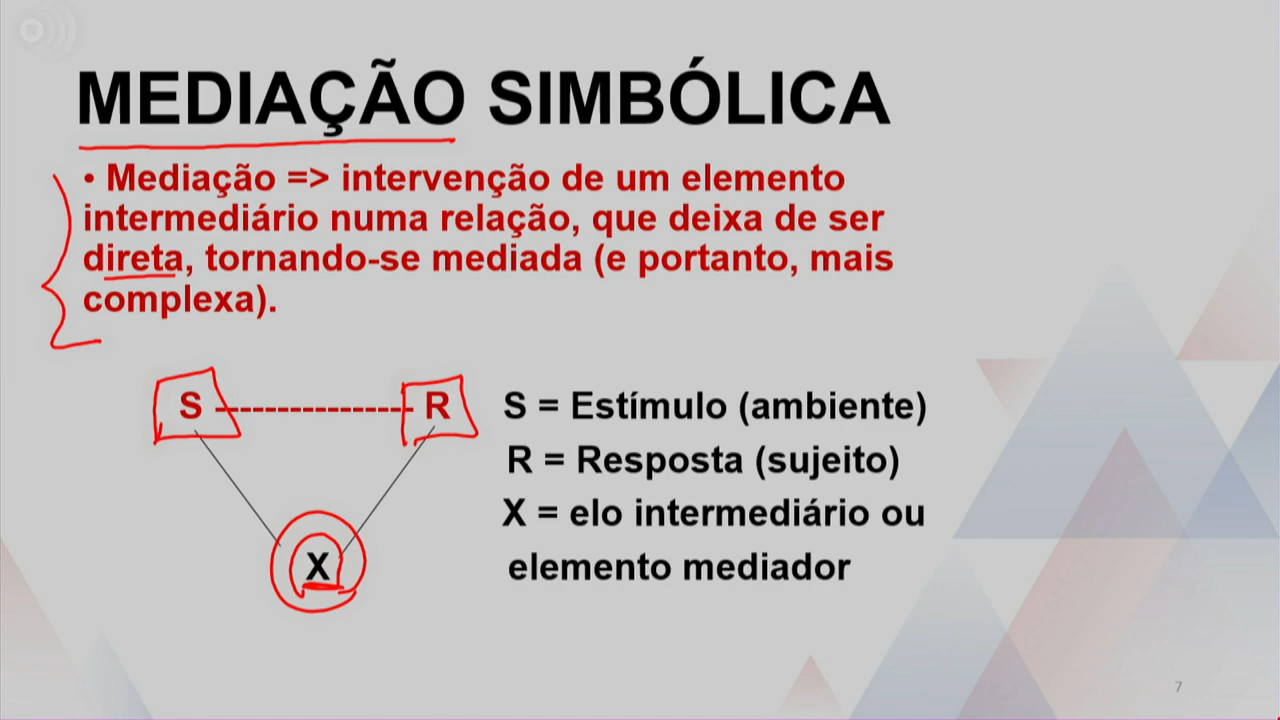 MEDIAÇÃO SIMBÓLICA
• Mediação => intervenção de um elemento
intermediário numa relação, que deixa de ser
direta, tornando-se mediada (e portanto, mais
complexa).
S ---------------- R
X
S = Estímulo (ambiente)
R = Resposta (sujeito)
X = elo intermediário ou
elemento mediador
7